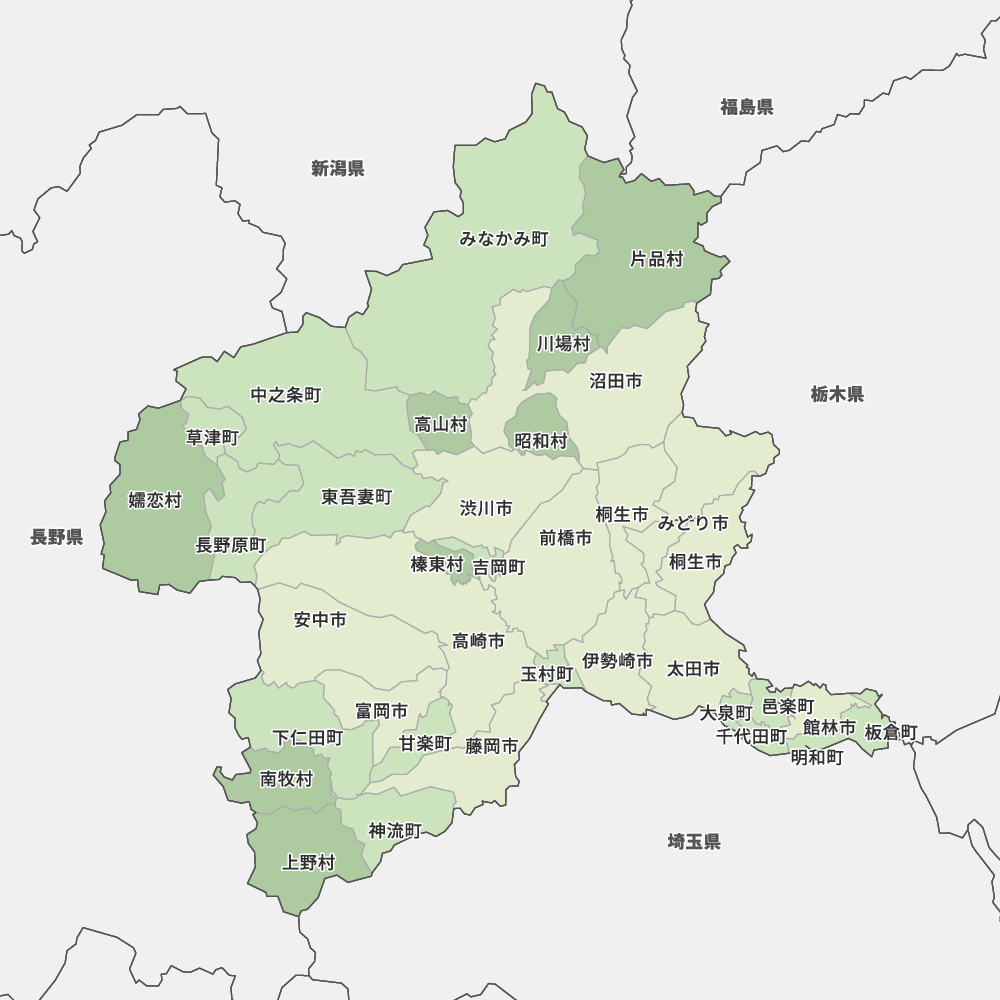 福島県
新潟県
みなかみ町
片品村
川場村
沼田市
中之条町
栃木県
高山村
草津町
昭和村
東吾妻町
嬬恋村
渋川市
桐生市
みどり市
長野県
前橋市
長野原町
榛東村
吉岡町
桐生市
安中市
高崎市
伊勢崎市
太田市
玉村町
富岡市
邑楽町
大泉町
館林市
板倉町
千代田町
下仁田町
甘楽町
藤岡市
明和町
南牧村
神流町
埼玉県
上野村